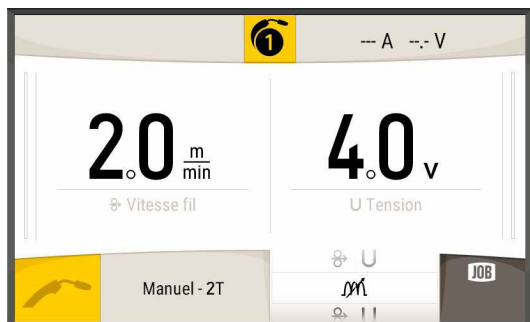 1
--- A --.- V
2.0 m/min
4.0 V
Vitesse fil
U Tension
Manuel - 2T
U
JOB
U